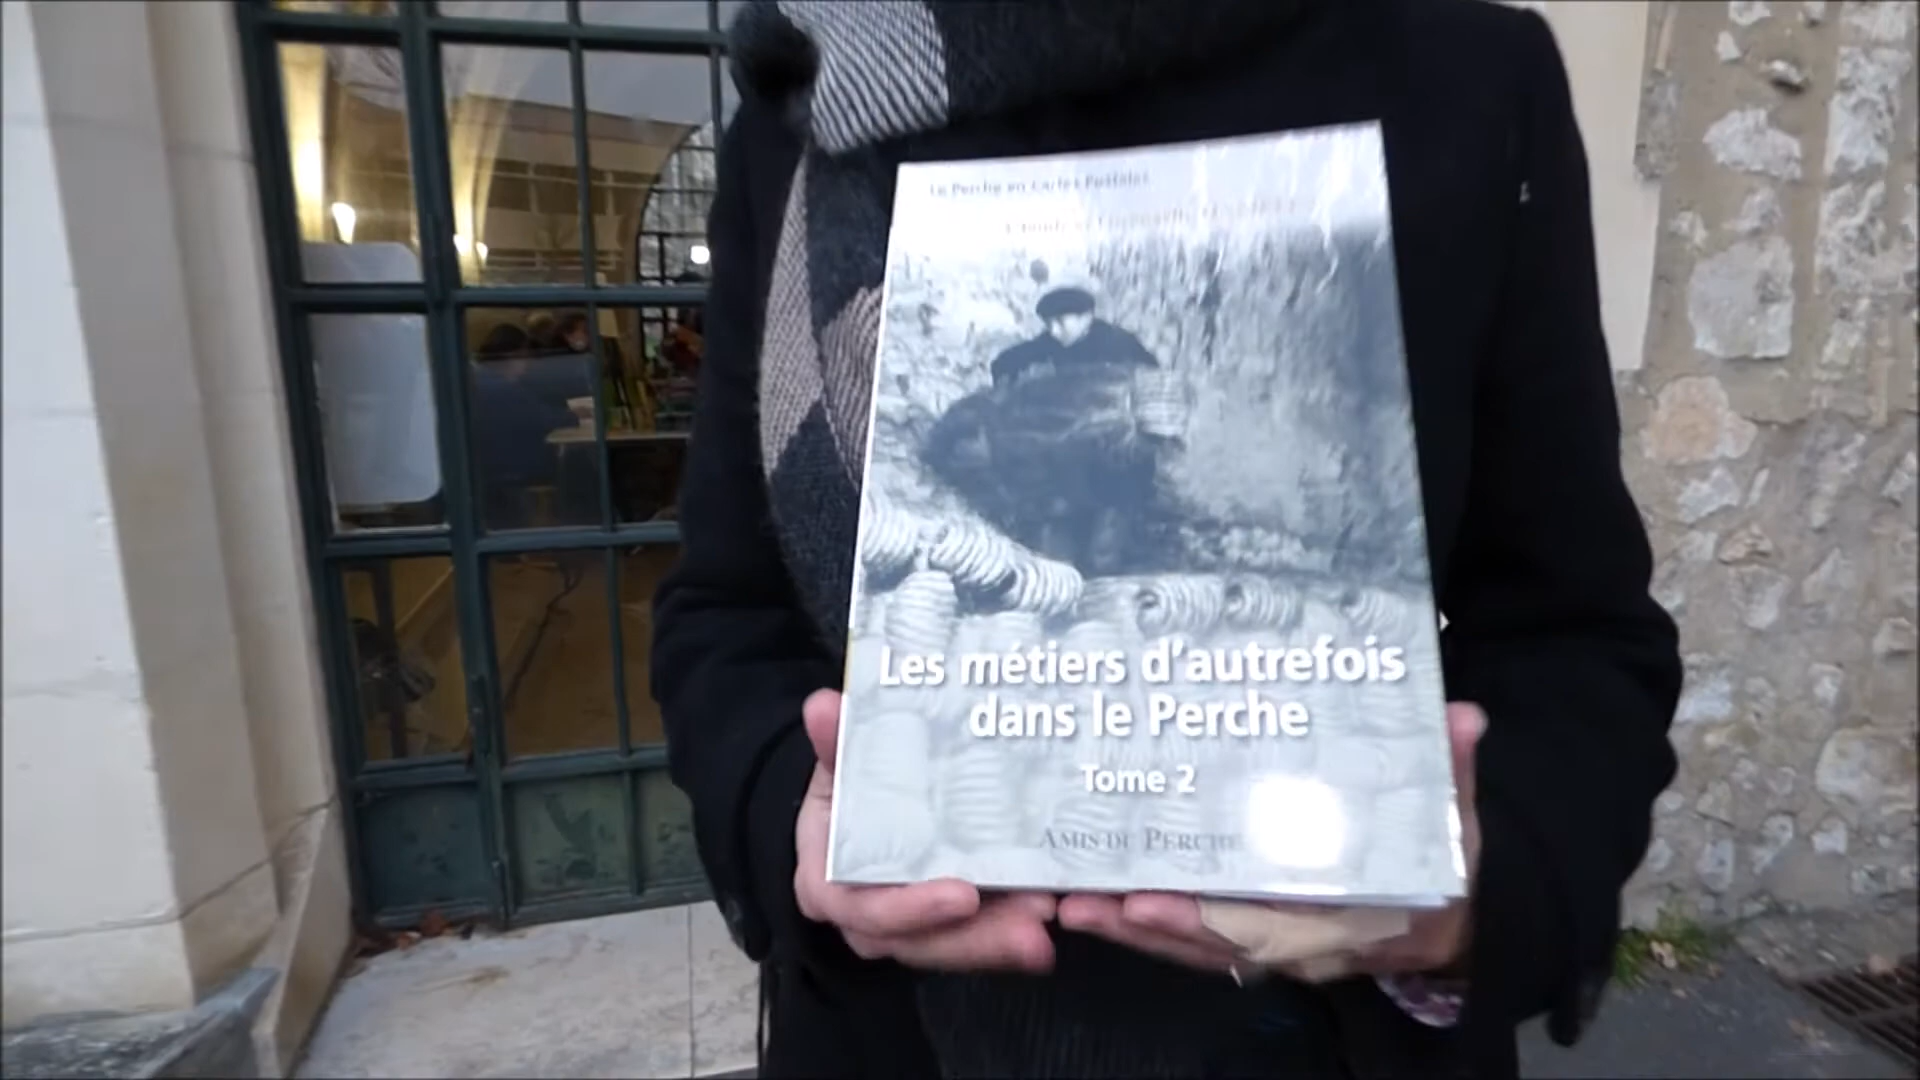 Le Perche en Cartes Postales
Les métiers d'autrefois
dans le Perche
Tome 2
AMIS DU PERCHE